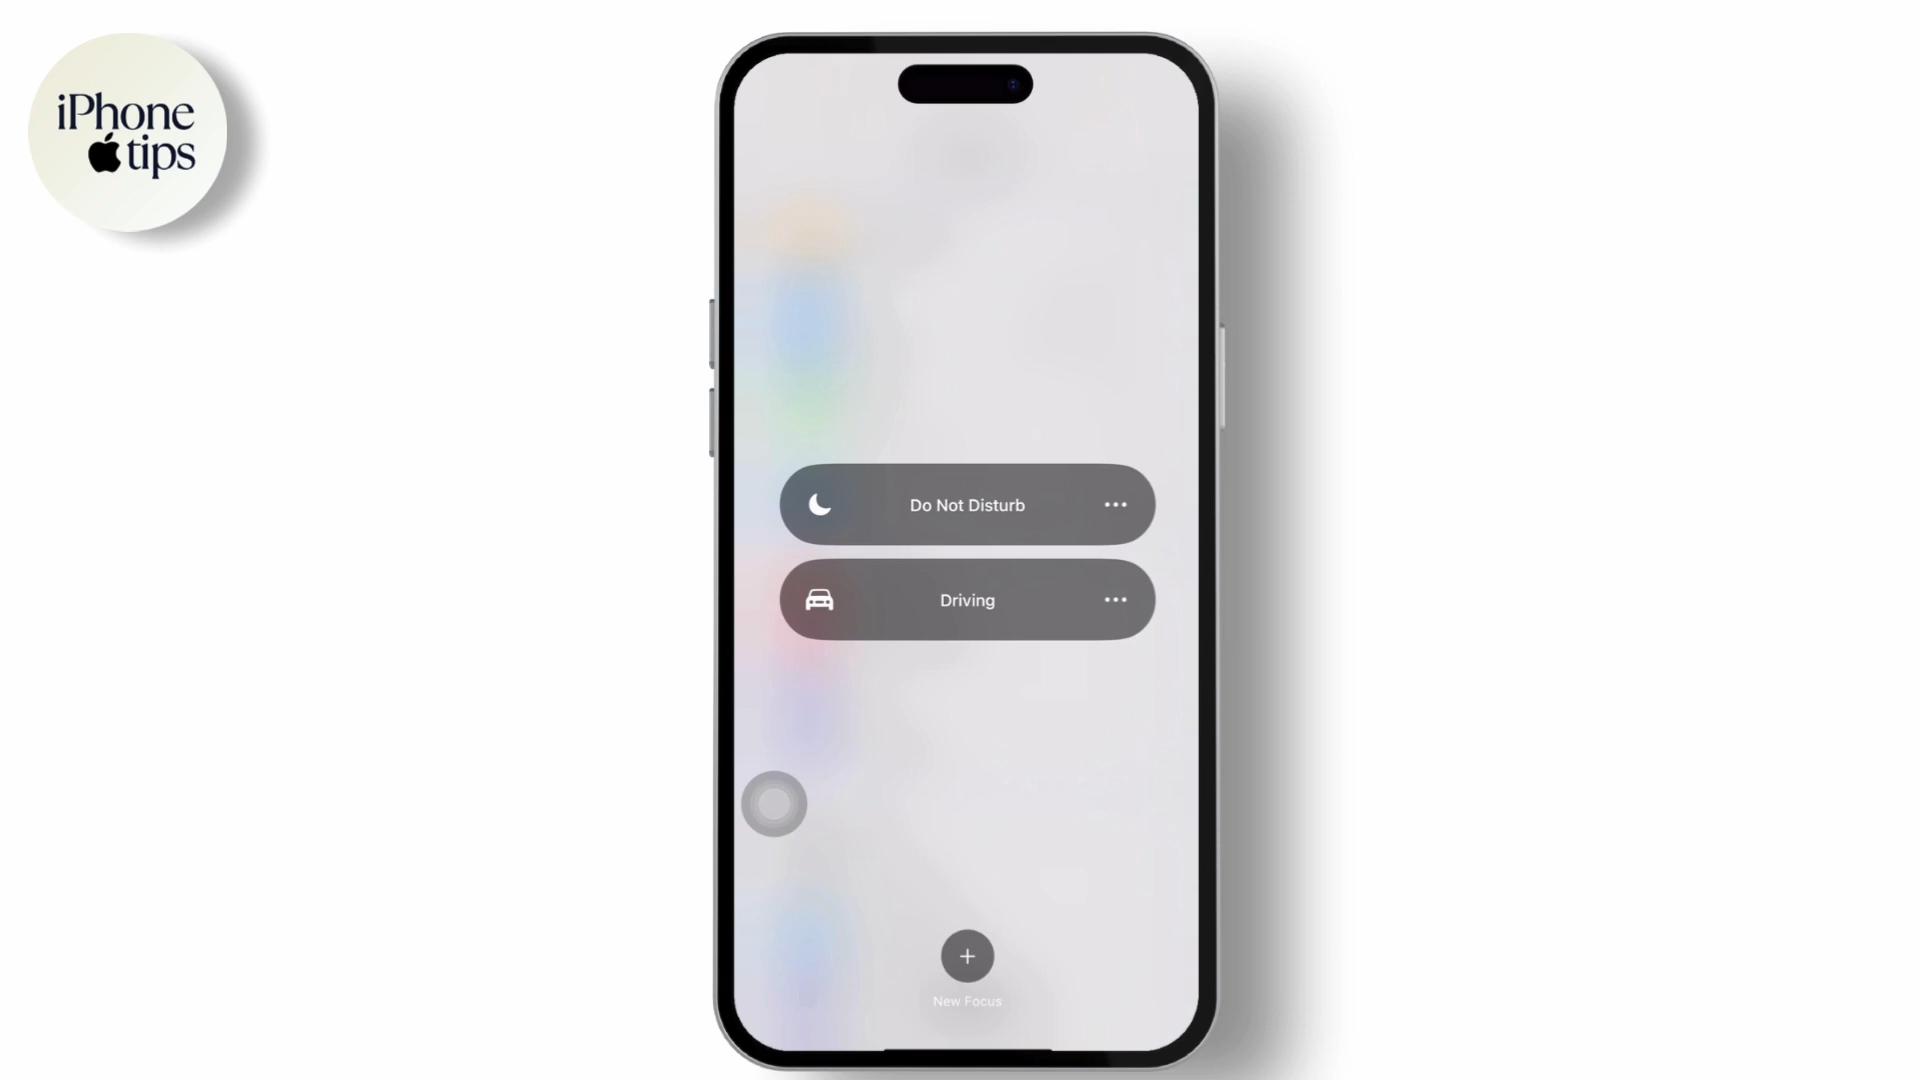 iPhone
tips
Do Not Disturb
Driving
New Focus